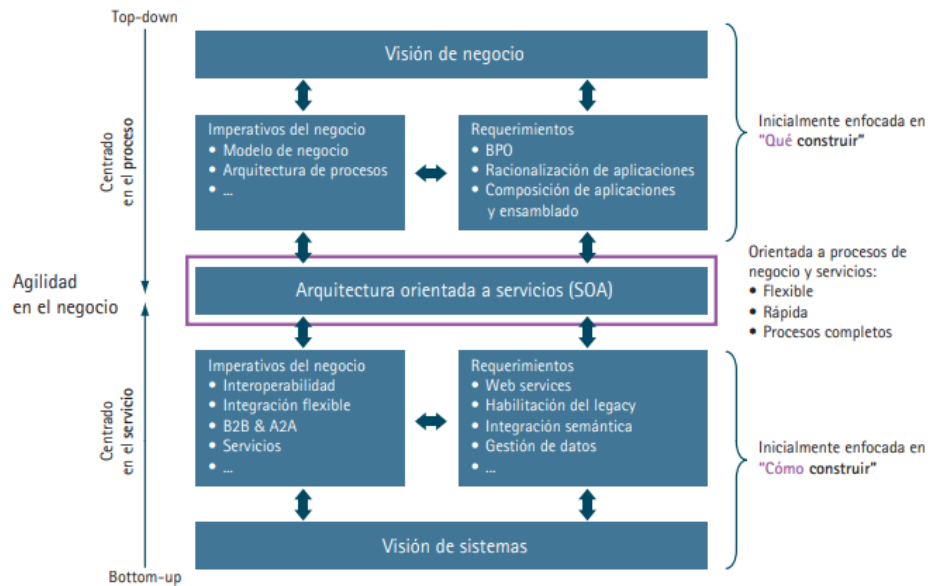 Top-down
Visión de negocio
Centrado
en el proceso
Imperativos del negocio
• Modelo de negocio
• Arquitectura de procesos
• ...
Requerimientos
• BPO
• Racionalización de aplicaciones
• Composición de aplicaciones
y ensamblado
Inicialmente enfocada en
"Qué construir"
Agilidad
en el negocio
Arquitectura orientada a servicios (SOA)
Orientada a procesos de
negocio y servicios:
• Flexible
• Rápida
• Procesos completos
Centrado
en el servicio
Imperativos del negocio
• Interoperabilidad
• Integración flexible
• B2B & A2A
• Servicios
• ...
Requerimientos
• Web services
• Habilitación del legacy
• Integración semántica
• Gestión de datos
• ...
Inicialmente enfocada en
"Cómo construir"
Visión de sistemas
Bottom-up